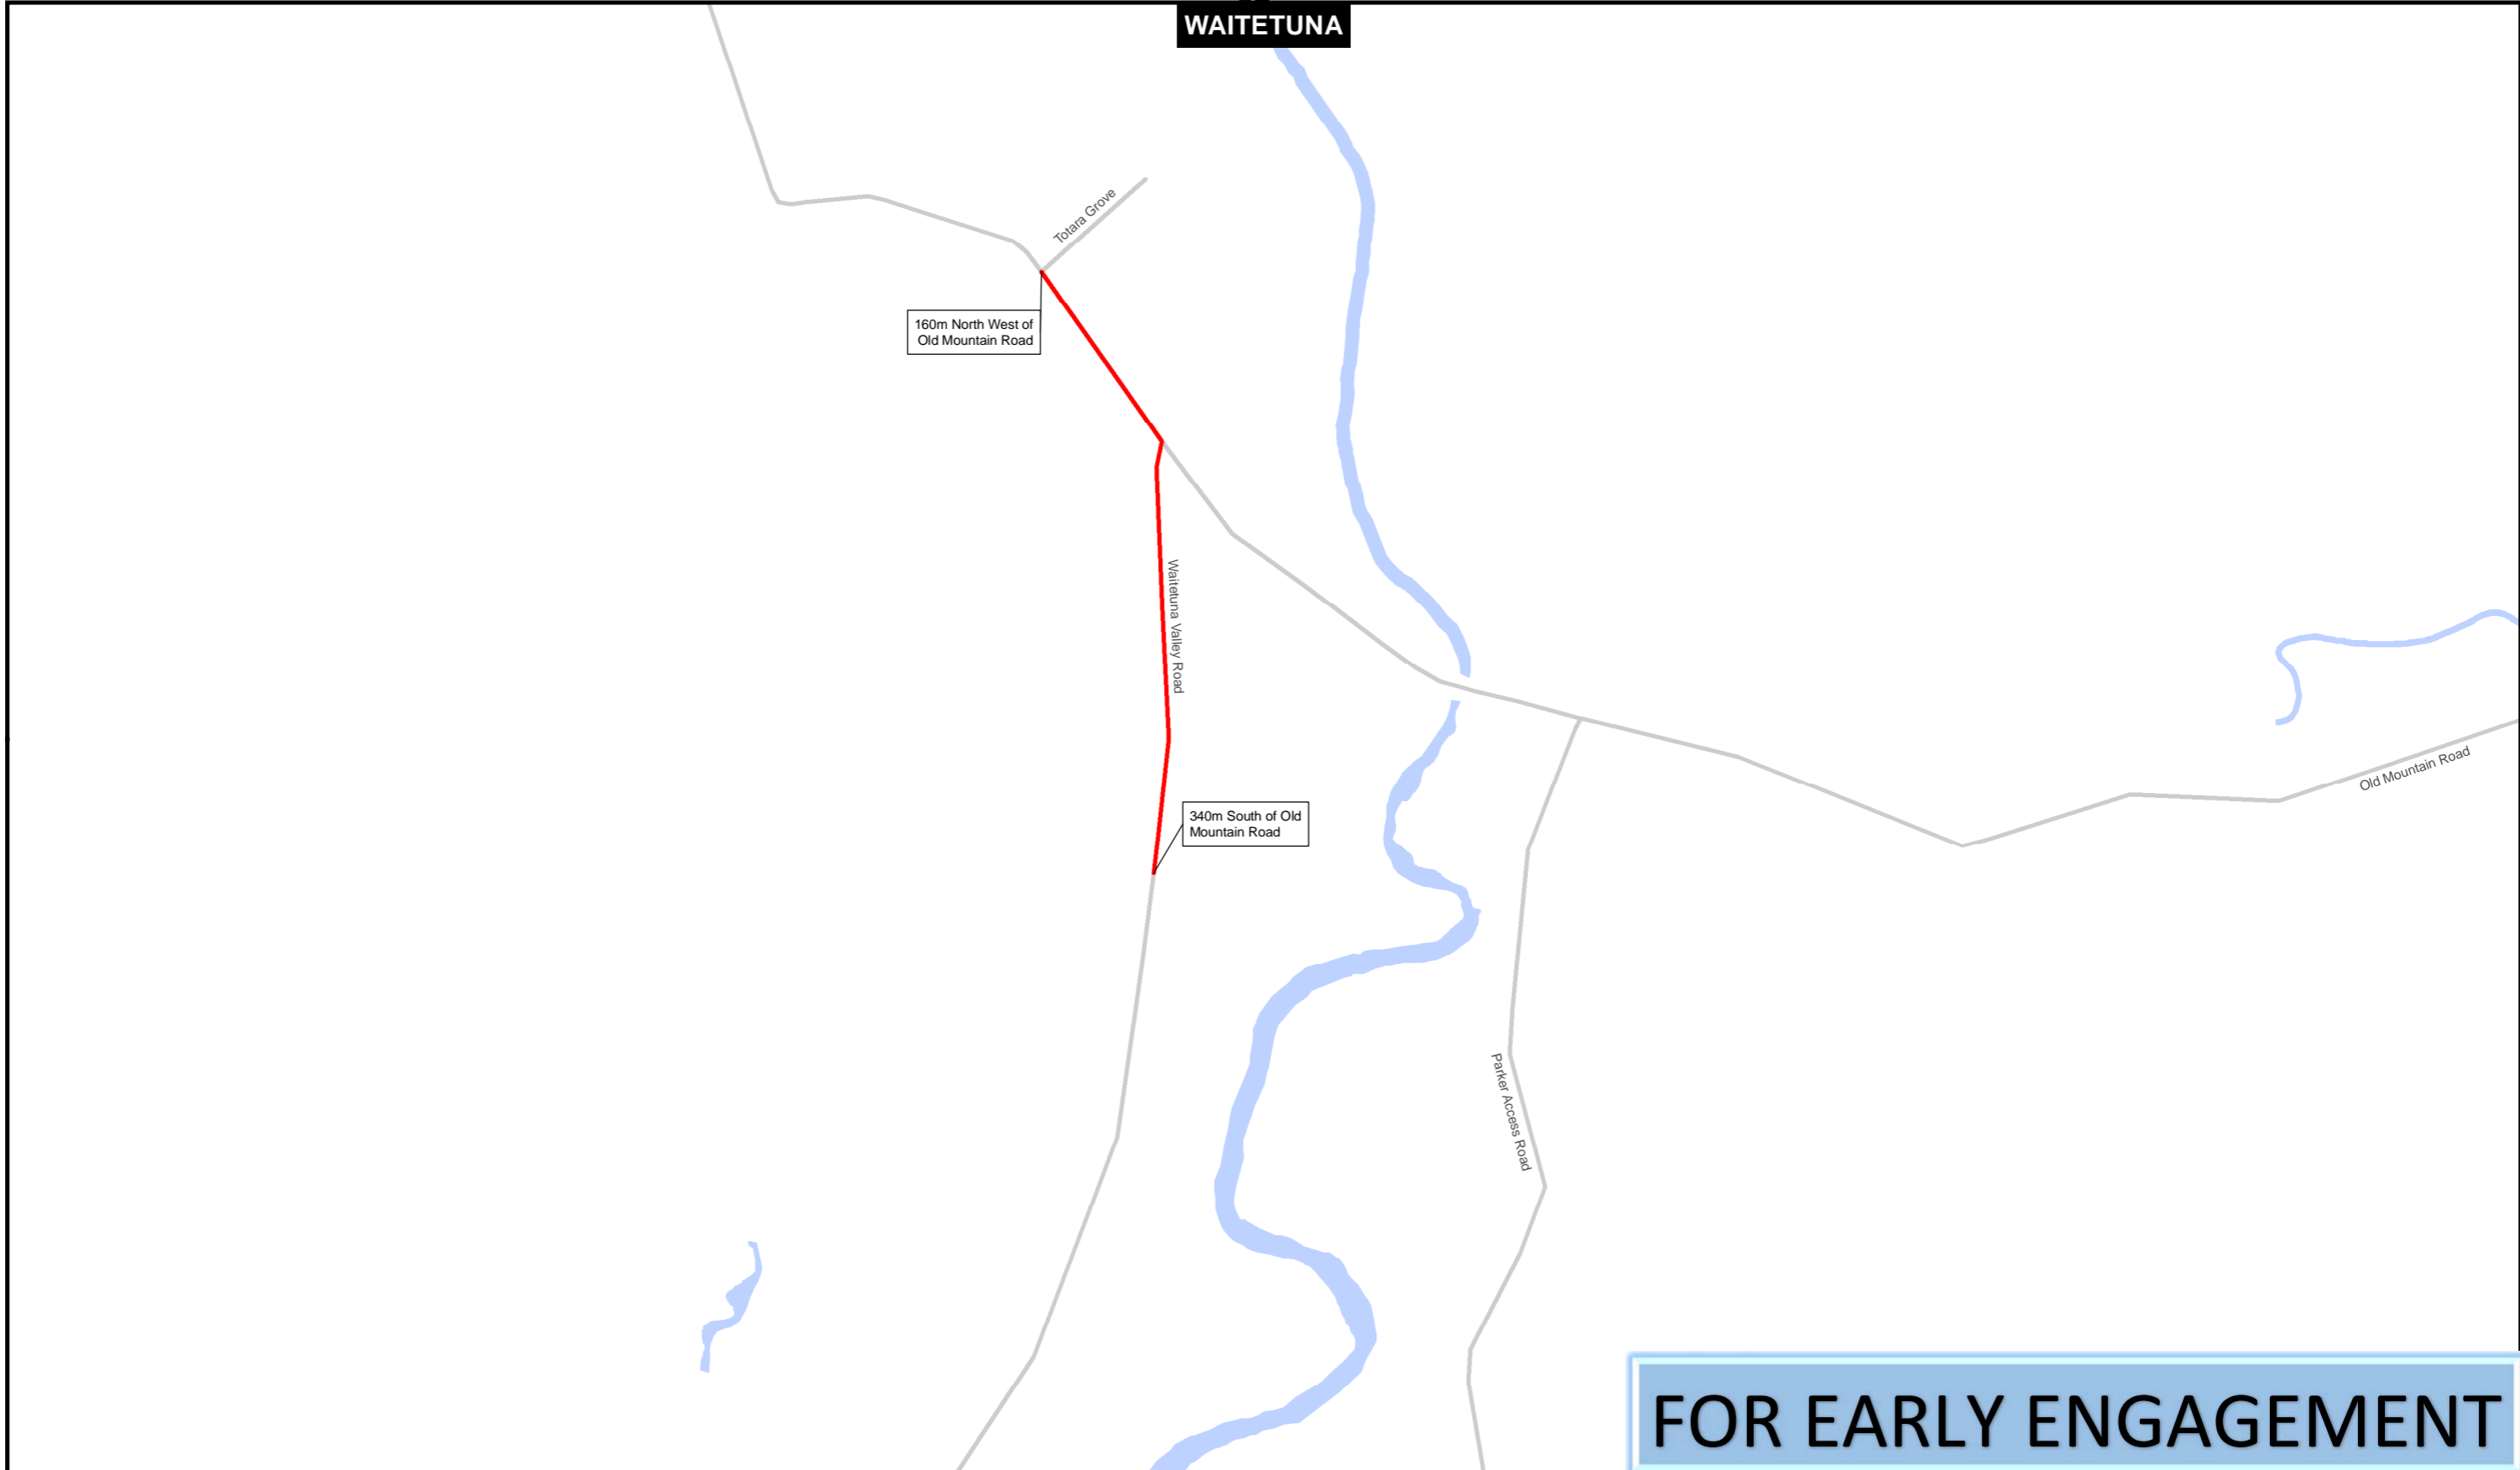 WAITETUNA
Totara Grove
160m North West of
Old Mountain Road
Waitetuna Valley Road
Old Mountain Road
340m South of Old
Mountain Road
Parker Access Road
FOR EARLY ENGAGEMENT